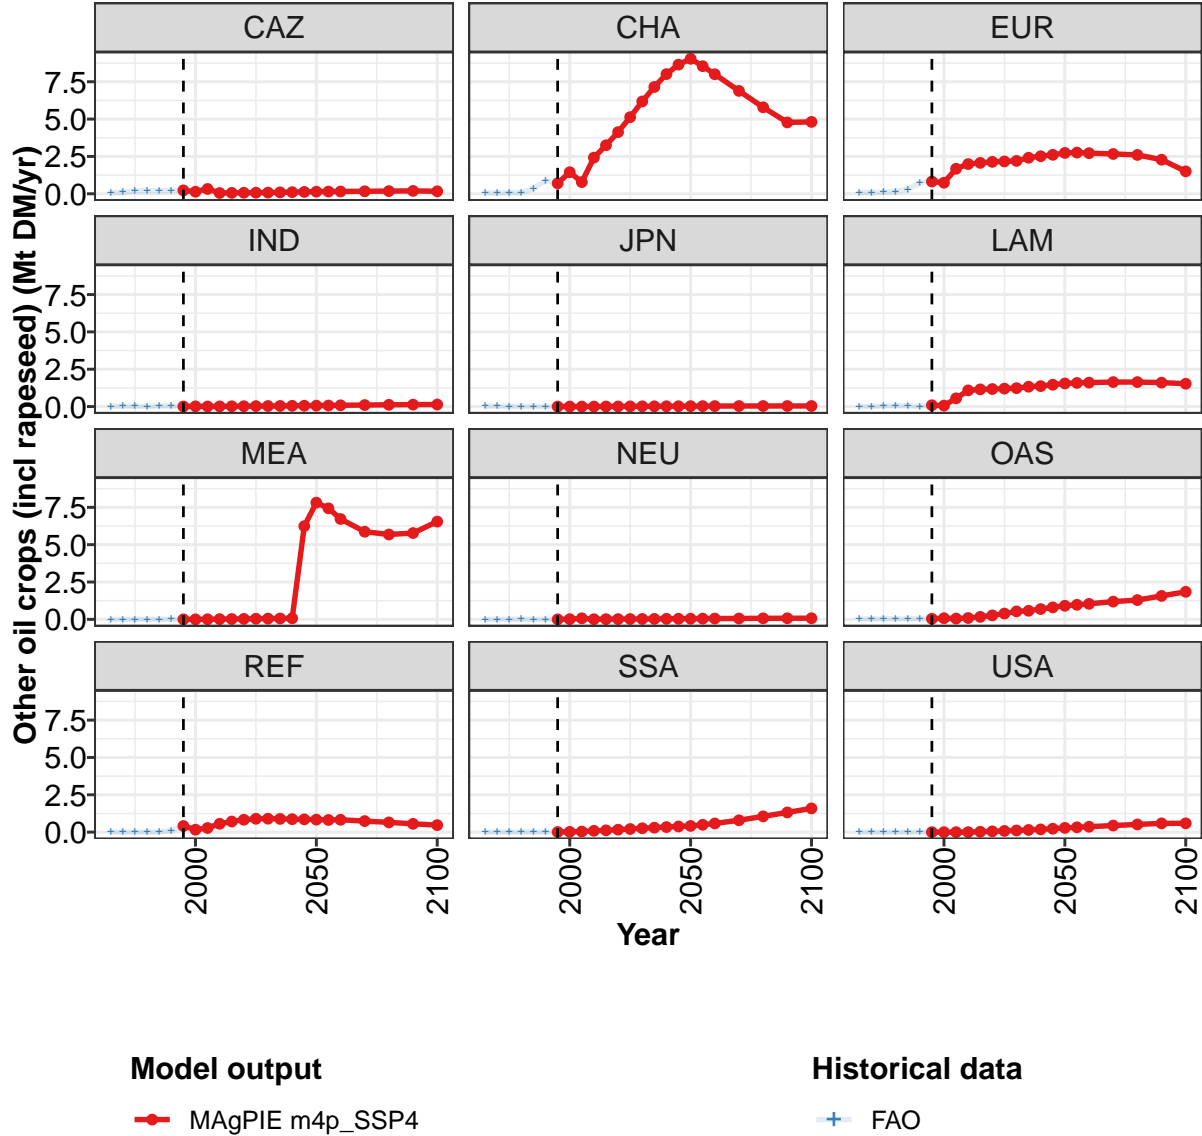 Other oil crops (incl rapeseed) (Mt DM/yr)
CAZ CHA EUR
7.5
5.0
2.5
0.0
IND JPN LAM
7.5
5.0
2.5
0.0
MEA NEU OAS
7.5
5.0
2.5
0.0
REF SSA USA
7.5
5.0
2.5
0.0
2000 2050 2100 2000 2050 2100 2000 2050 2100
Year
Model output Historical data
MAgPIE m4p_SSP4 FAO